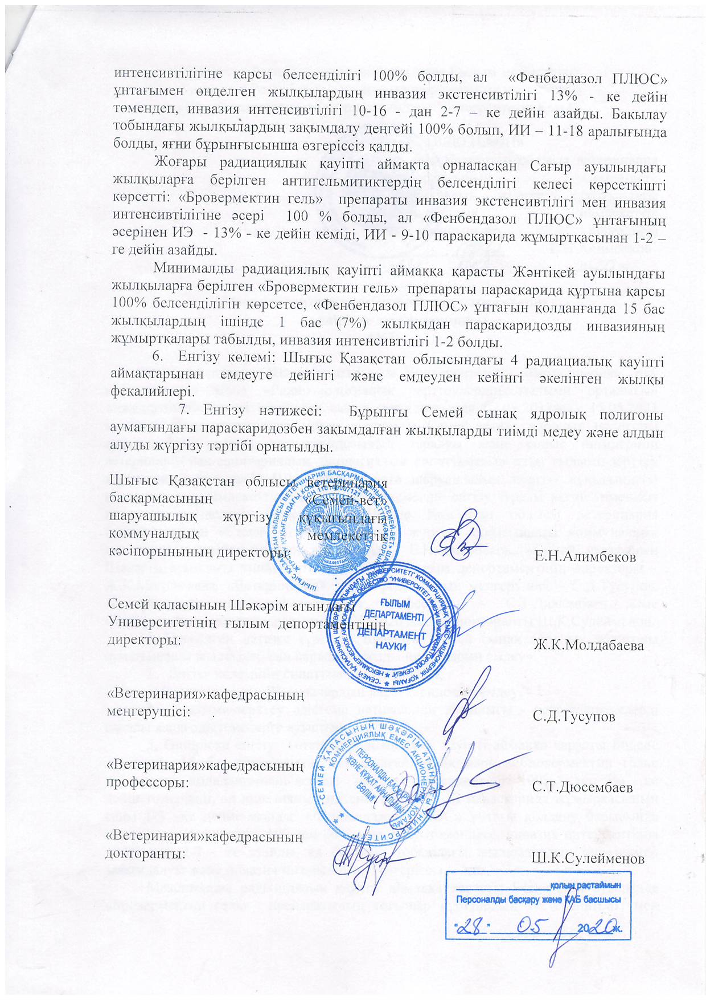 интенсивтілігіне қарсы белсенділігі 100% болды, ал «Фенбендазол ПЛЮС»
ұнтағымен өңделген жылқылардың инвазия экстенсивтілігі 13% - ке дейін
төмендеп, инвазия интенсивтілігі 10-16 - дан 2-7 – ке дейін азайды. Бақылау
тобындағы жылқылардың зақымдалу деңгейі 100% болып, ИИ – 11-18 аралығында
болды, яғни бұрынғысынша өзгеріссіз қалды.
Жоғары радиациялық қауіпті аймақта орналасқан Сағыр ауылындағы
жылқыларға берілген антигельмитиктердің белсенділігі келесі көрсеткішті
көрсетті: «Бровермектин гель» препараты инвазия экстенсивтілігі мен инвазия
интенсивтілігіне әсері 100 % болды, ал «Фенбендазол ПЛЮС» ұнтағының
әсерінен ИЭ - 13% - ке дейін кеміді, ИИ - 9-10 параскарида жұмыртқасынан 1-2 –
ге дейін азайды.
Минималды радиациялық қауіпті аймаққа қарасты Жәнтікей ауылындағы
жылқыларға берілген «Бровермектин гель» препараты параскарида құртына қарсы
100% белсенділігін көрсетсе, «Фенбендазол ПЛЮС» ұнтағын қолданғанда 15 бас
жылқылардың ішінде 1 бас (7%) жылқыдан параскаридозды инвазияның
жұмыртқалары табылды, инвазия интенсивтілігі 1-2 болды.
6. Енгізу көлемі: Шығыс Қазақстан облысындағы 4 радиациалық қауіпті
аймақтарынан емдеуге дейінгі және емдеуден кейінгі әкелінген жылқы
фекалийлері.
7. Енгізу нәтижесі: Бұрынғы Семей сынақ ядролық полигоны
аумағындағы параскаридозбен зақымдалған жылқыларды тиімді медеу және алдын
алуды жүргізу тәртібі орнатылды.
Шығыс Қазақстан облысы ветеринария
басқармасының «Семей-вет»
шаруашылық жүргізу құқығындағы
коммуналдық мемлекеттік
кәсіпорынының директоры:
Е.Н.Алимбеков
Семей қаласының Шәкәрім атындағы
Университетінің ғылым депортаментінің
директоры:
Ж.К.Молдабаева
ҒЫЛЫМ
ДЕПАРТАМЕНТІ
ДЕПАРТАМЕНТ
НАУКИ
«Ветеринария»кафедрасының
меңгерушісі:
С.Д.Тусупов
«Ветеринария»кафедрасының
профессоры:
С.Т.Дюсембаев
ПЕРСОНАЛДЫ БАСҚАРУ
ЖӘНЕ ҚҰЖАТ АЙНАЛЫМЫ
БӨЛІМІ
«Ветеринария»кафедрасының
докторанты:
Ш.К.Сулейменов
қолын растаймын
Персоналды басқару және ҚАБ басшысы
"28" 05 2020ж.